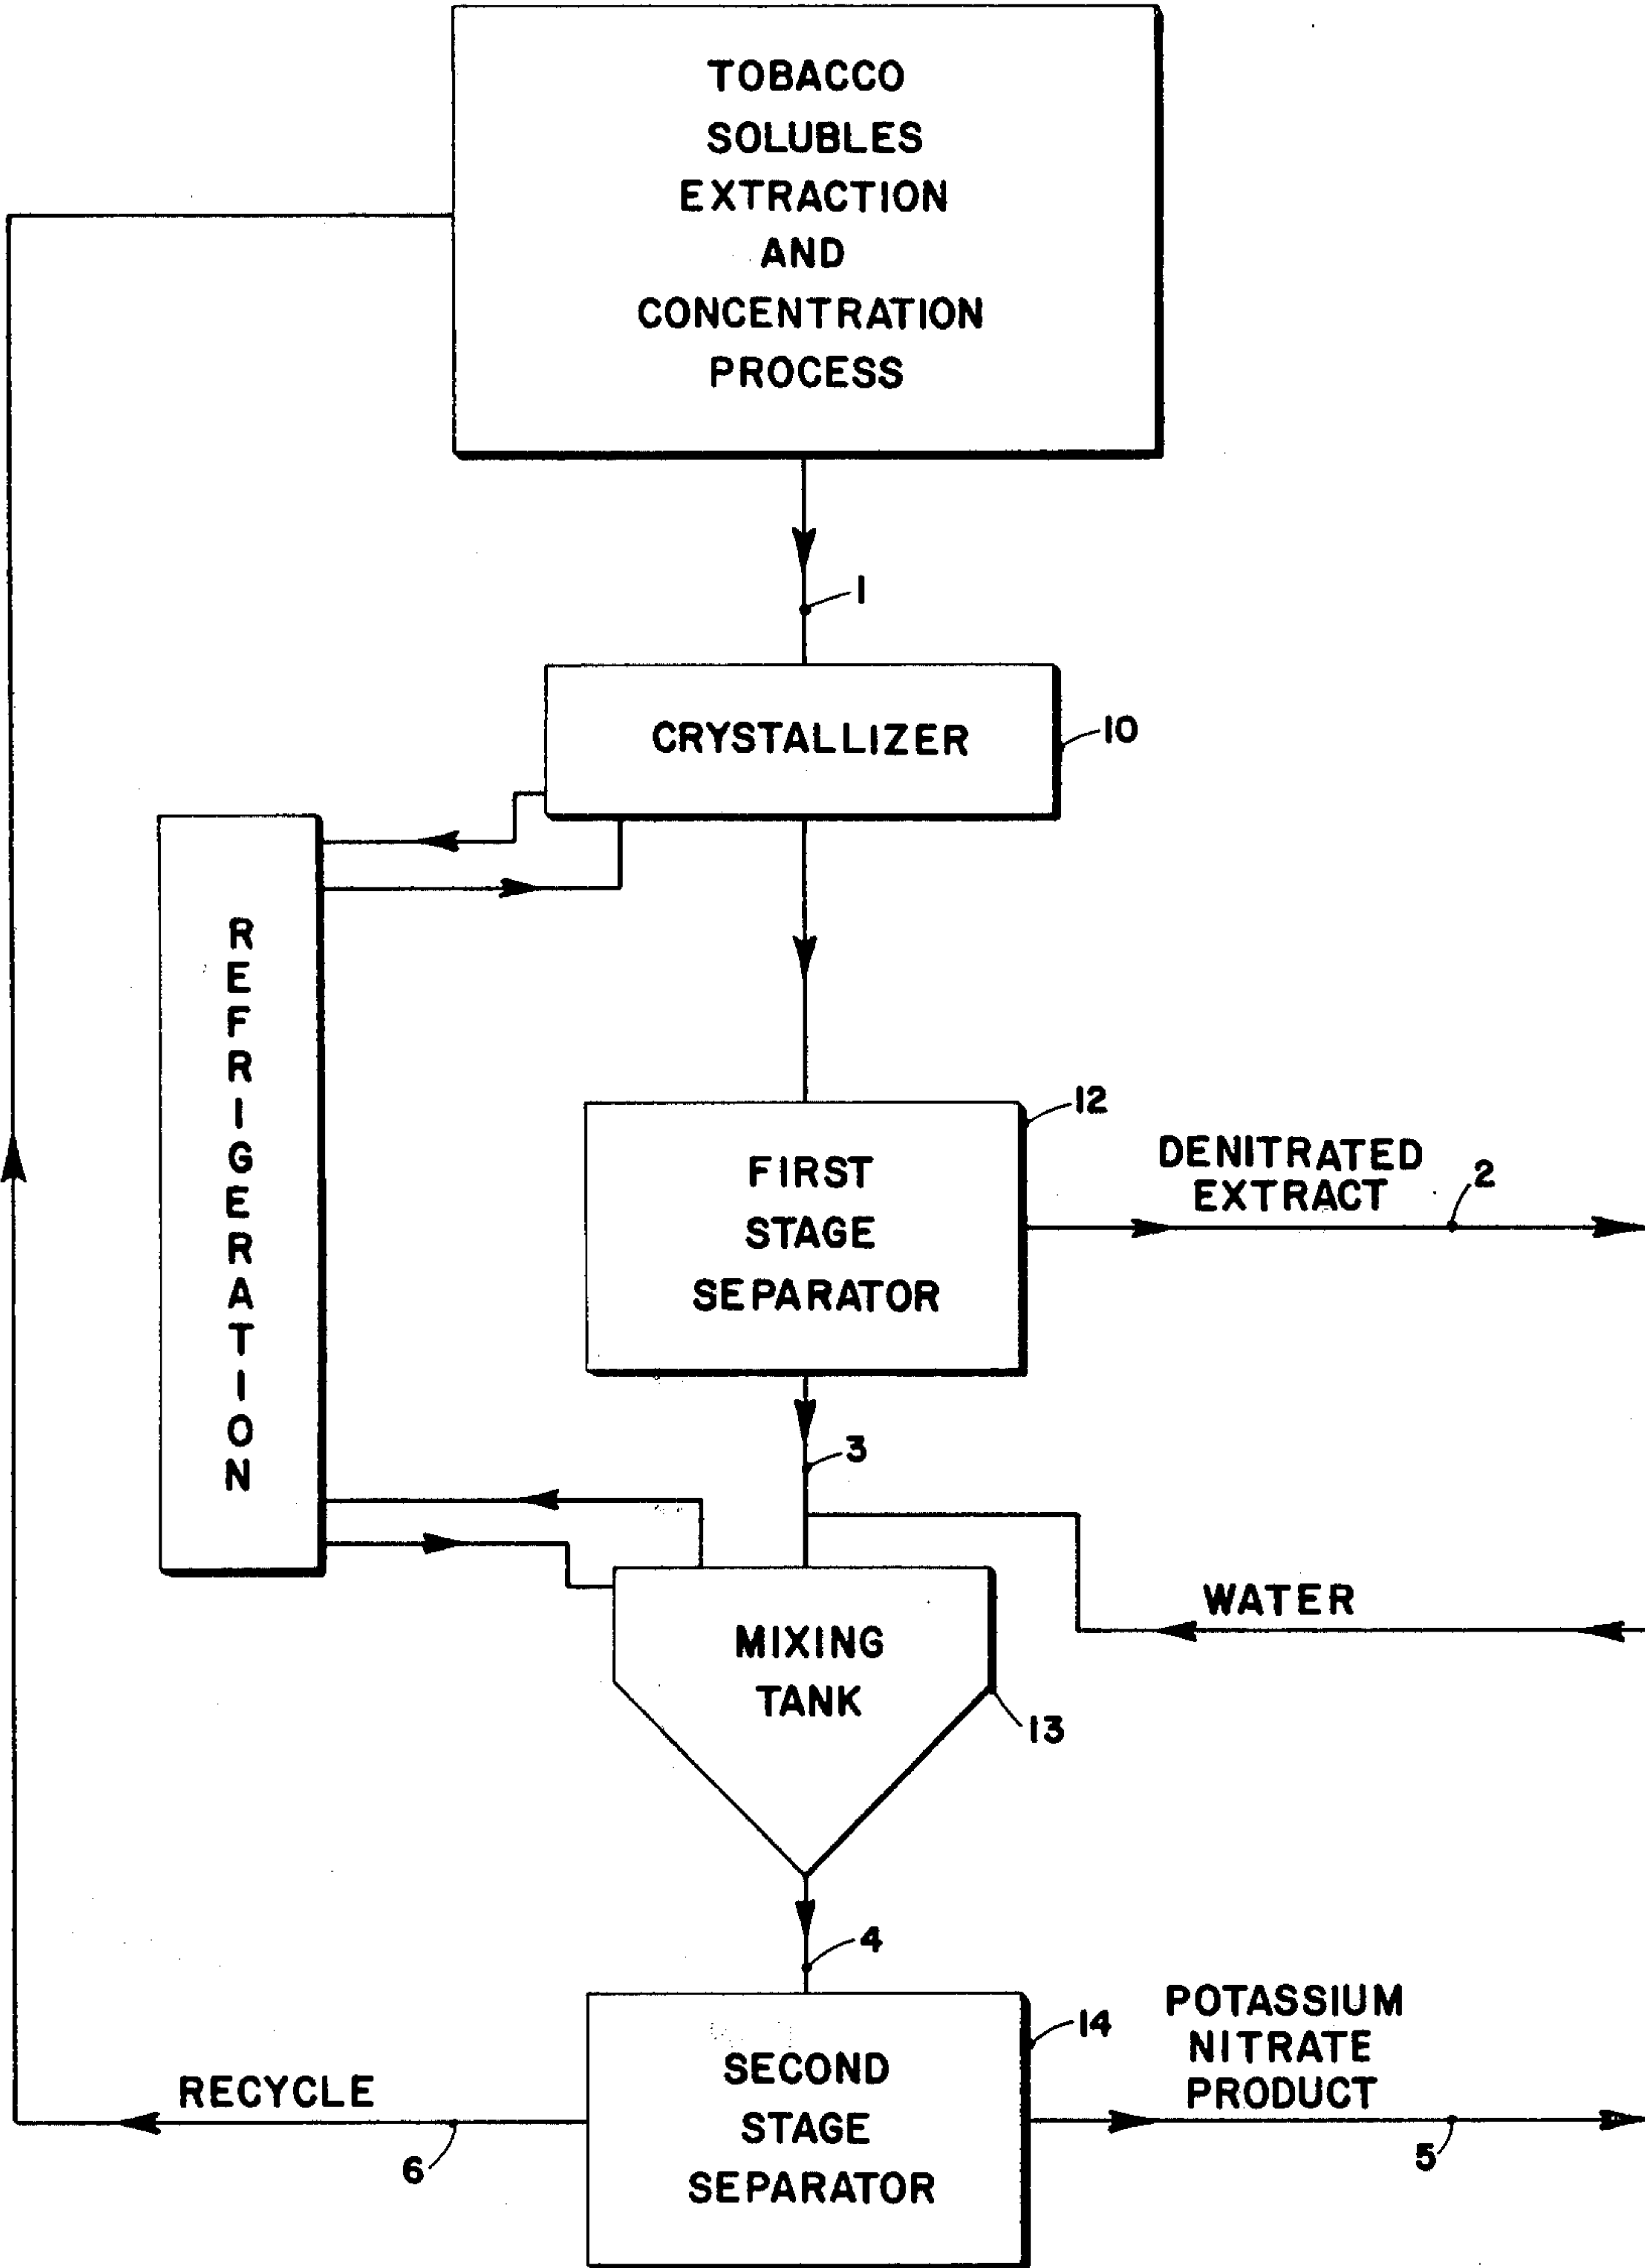 TOBACCO
SOLUBLES
EXTRACTION
AND
CONCENTRATION
PROCESS
1
CRYSTALLIZER
10
REFRIGERATION
12
FIRST
STAGE
SEPARATOR
DENITRATED
EXTRACT
2
3
WATER
MIXING
TANK
13
4
POTASSIUM
NITRATE
PRODUCT
14
SECOND
STAGE
SEPARATOR
RECYCLE
6
5